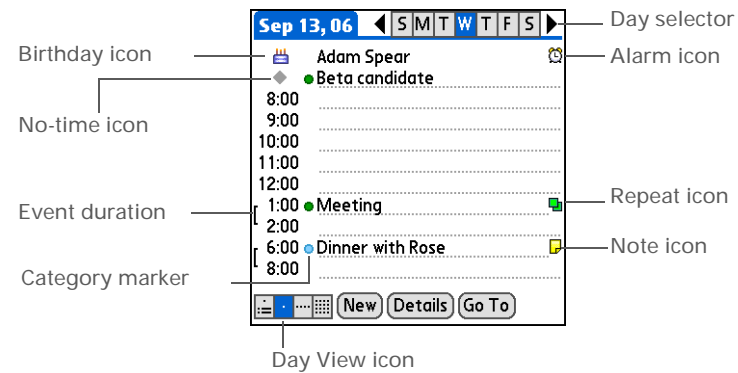 Sep 13, 06 S M T W T F S Day selector
Birthday icon Adam Spear Alarm icon
Beta candidate
No-time icon
8:00
9:00
10:00
11:00
12:00
Event duration 1:00 Meeting Repeat icon
2:00
6:00 Dinner with Rose Note icon
8:00
Category marker
New Details Go To
Day View icon